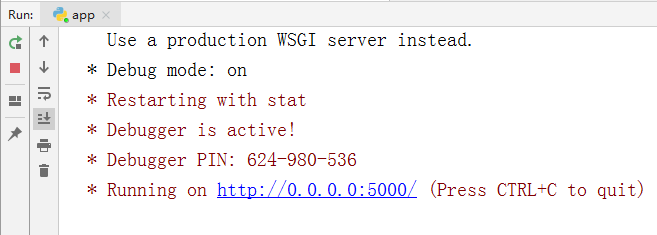 Run: app
Use a production WSGI server instead.
* Debug mode: on
* Restarting with stat
* Debugger is active!
* Debugger PIN: 624-980-536
* Running on http://0.0.0.0:5000/ (Press CTRL+C to quit)